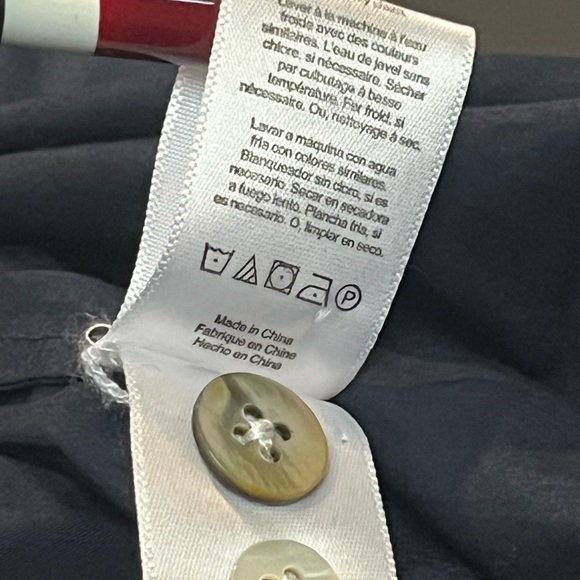 Laver à la machine à l'eau
froide avec des couleurs
similaires. L'eau de javel sans
chlore, si nécessaire. Sécher
par culbutage à basse
température. Fer froid, si
nécessaire. Ou, nettoyage à sec.
Lavar a máquina con agua
fría con colores similares.
Blanqueador sin cloro, si es
necesario. Secar en secadora
a fuego lento. Plancha fría, si
es necesario. O, limpiar en seco.
P
Made in China
Fabrique en Chine
Hecho en China